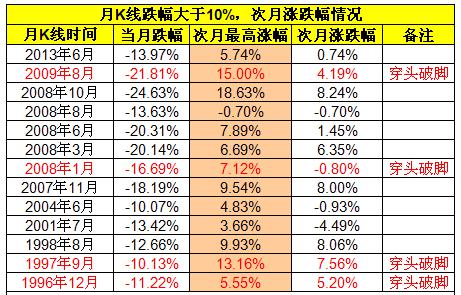 月K线跌幅大于10%，次月涨跌幅情况
月K线时间 当月跌幅 次月最高涨幅 次月涨跌幅 备注
2013年6月 -13.97% 5.74% 0.74%
2009年8月 -21.81% 15.00% 4.19% 穿头破脚
2008年10月 -24.63% 18.63% 8.24%
2008年8月 -13.63% -0.70% -0.70%
2008年6月 -20.31% 7.89% 1.45%
2008年3月 -20.14% 6.69% 6.35%
2008年1月 -16.69% 7.12% -0.80% 穿头破脚
2007年11月 -18.19% 9.54% 8.00%
2004年6月 -10.07% 4.83% -0.93%
2001年7月 -13.42% 3.66% -4.49%
1998年8月 -12.66% 9.93% 8.06%
1997年9月 -10.13% 13.16% 7.56% 穿头破脚
1996年12月 -11.22% 5.55% 5.20% 穿头破脚